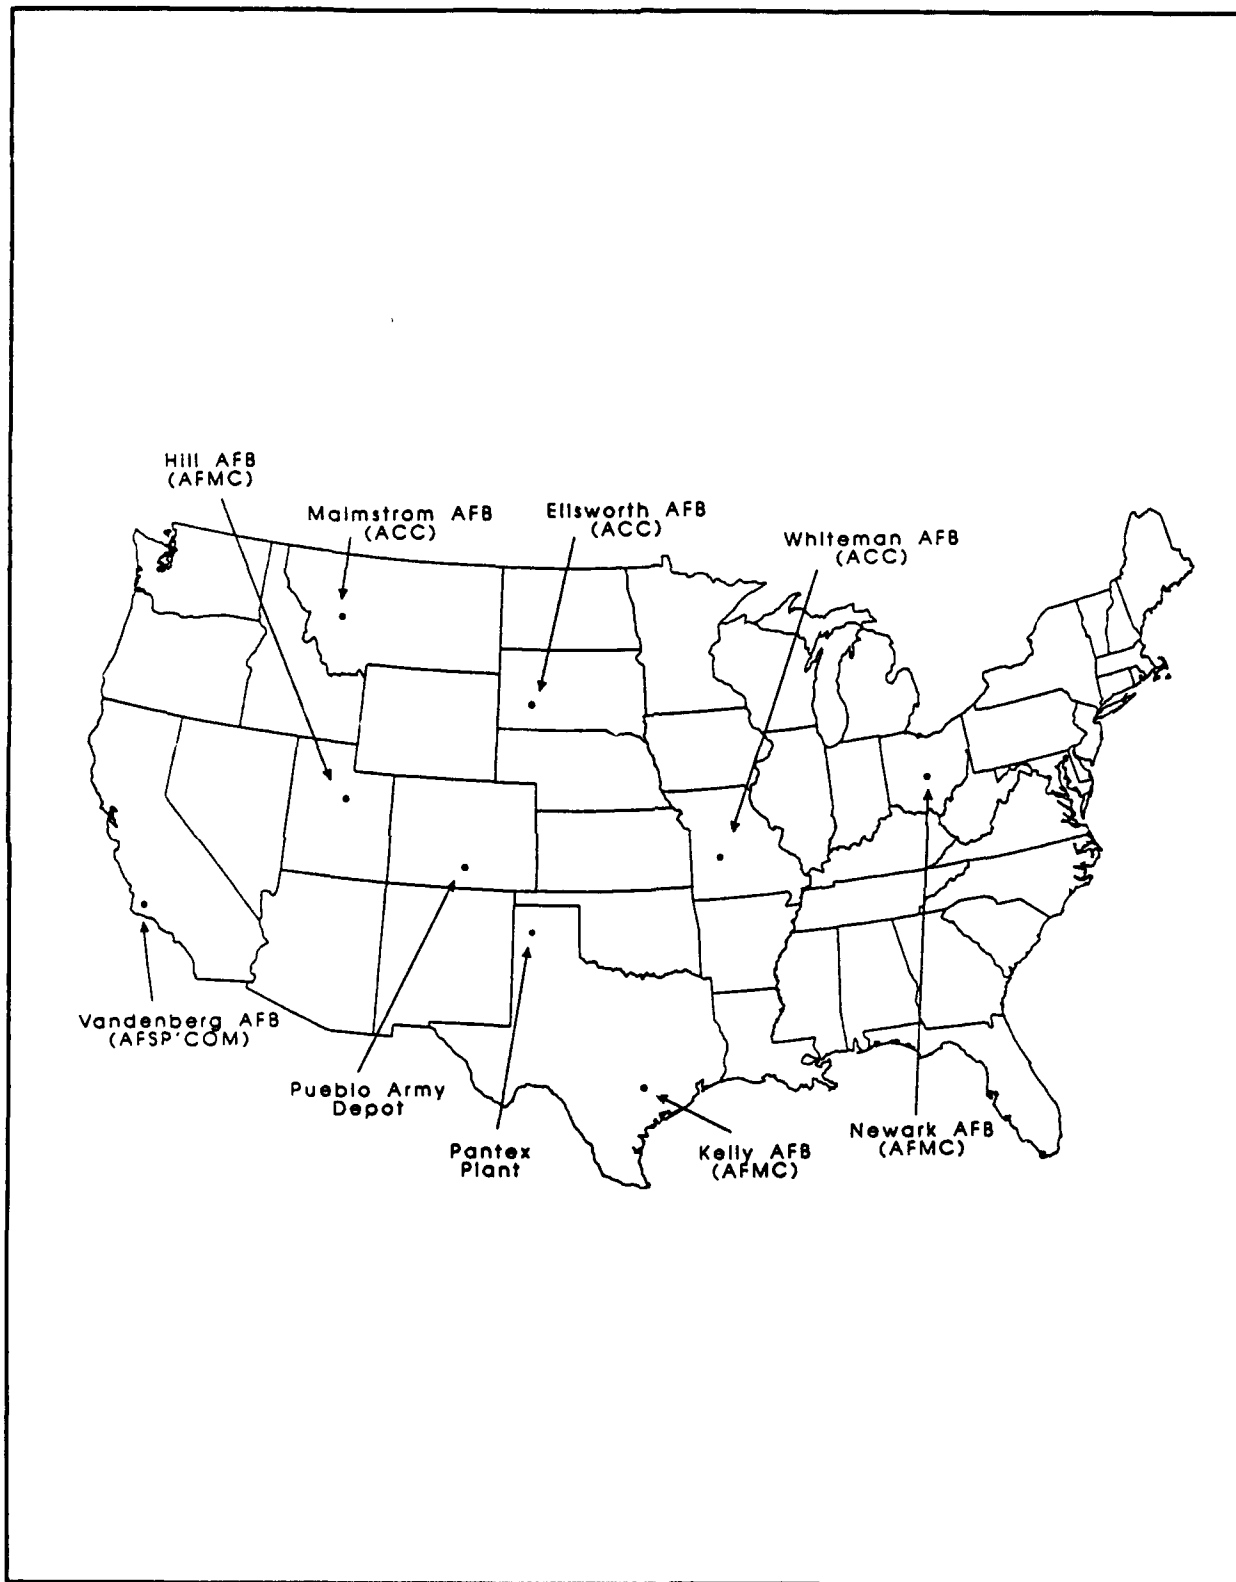 Hill AFB
(AFMC)
Malmstrom AFB
(ACC)
Ellsworth AFB
(ACC)
Whiteman AFB
(ACC)
Vandenberg AFB
(AFSP'COM)
Pueblo Army
Depot
Pantex
Plant
Kelly AFB
(AFMC)
Newark AFB
(AFMC)